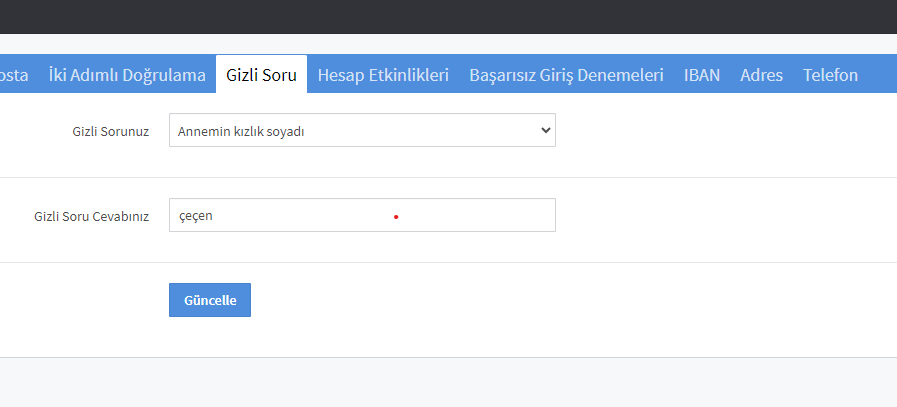 osta İki Adımlı Doğrulama Gizli Soru Hesap Etkinlikleri Başarısız Giriş Denemeleri IBAN Adres Telefon
Gizli Sorunuz Annemin kızlık soyadı
Gizli Soru Cevabınız çeçen
Güncelle